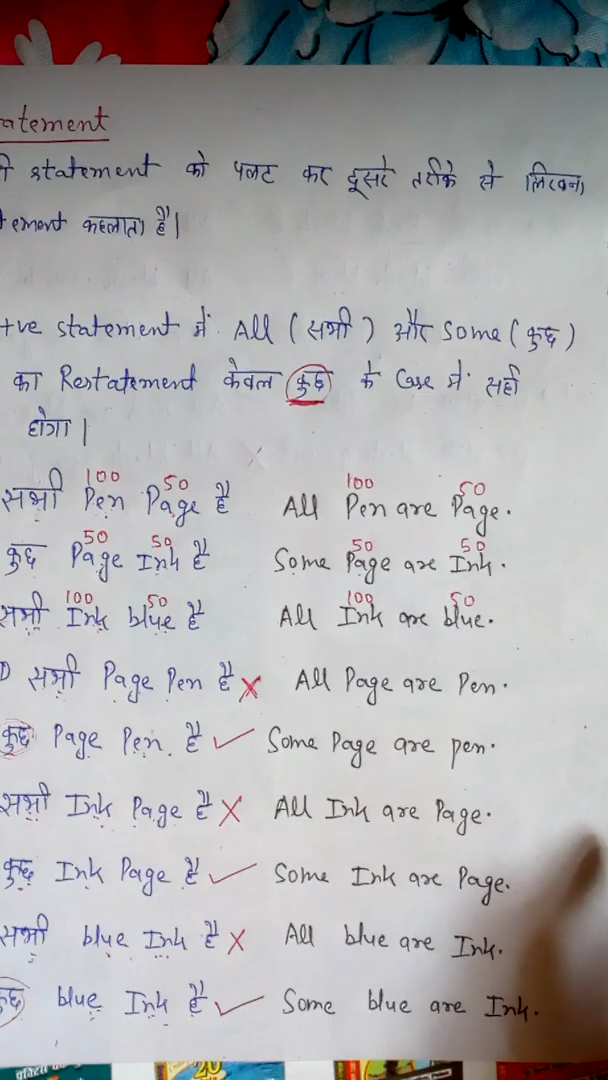 atement
statement को पलट कर दूसरे तरीके से लिखना
ement कहलाता है।
+ve statement में All (सभी) और Some (कुछ)
का Restatement केवल कुछ के Case में सही
होगा।
100 50 100 50
सभी Pen Page है All Pen are Page.
50 50 50 50
कुछ Page Ink है Some Page are Ink.
100 50 100 50
सभी Ink blue है All Ink are blue.
सभी Page Pen है × All Page are Pen.
कुछ Page Pen है ✓ Some Page are pen.
सभी Ink Page है × All Ink are Page.
कुछ Ink Page है ✓ Some Ink are Page.
सभी blue Ink है × All blue are Ink.
कुछ blue Ink है ✓ Some blue are Ink.
20